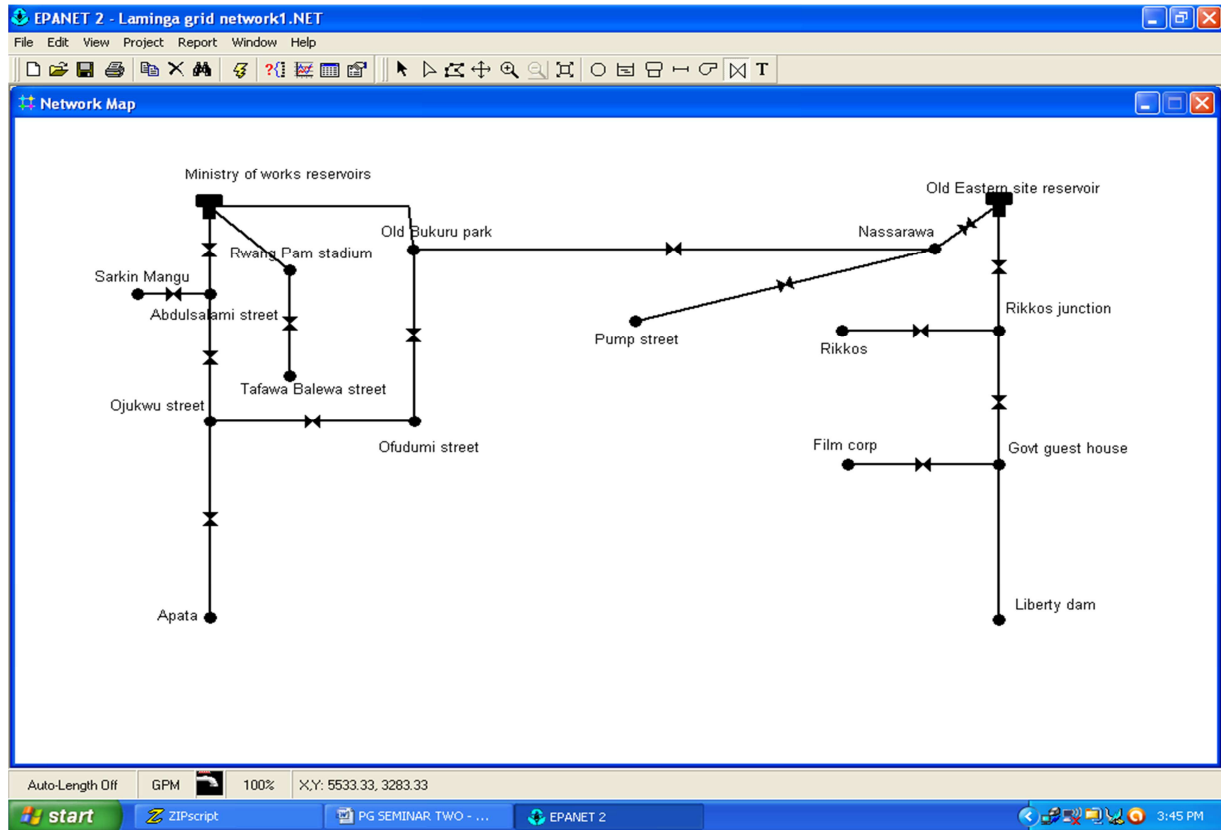 EPANET 2 - Laminga grid network1.NET
File Edit View Project Report Window Help
T
Network Map
Ministry of works reservoirs
Old Eastern site reservoir
Old Bukuru park
Nassarawa
Rwang Pam stadium
Sarkin Mangu
Abdulsalami street
Rikkos junction
Pump street
Rikkos
Tafawa Balewa street
Ojukwu street
Ofudumi street
Film corp
Govt guest house
Apata
Liberty dam
Auto-Length Off GPM 100% X,Y: 5533.33, 3283.33
start ZIPscript PG SEMINAR TWO - ... EPANET 2 3:45 PM